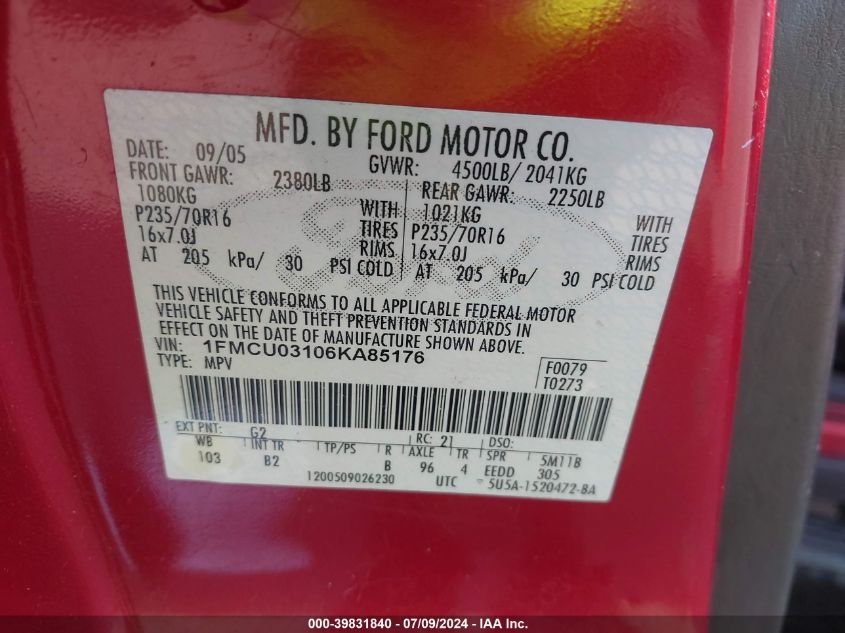 MFD. BY FORD MOTOR CO.
DATE: 09/05 GVWR: 4500LB/ 2041KG
FRONT GAWR: 2380LB REAR GAWR: 2250LB
1080KG WITH 1021KG WITH
P235/70R16 TIRES P235/70R16 TIRES
16x7.0J RIMS 16x7.0J RIMS
AT 205 kPa/ 30 PSI COLD AT 205 kPa/ 30 PSI COLD
Ford
THIS VEHICLE CONFORMS TO ALL APPLICABLE FEDERAL MOTOR
VEHICLE SAFETY AND THEFT PREVENTION STANDARDS IN
EFFECT ON THE DATE OF MANUFACTURE SHOWN ABOVE.
VIN: 1FMCU03106KA85176
TYPE: MPV
F0079
T0273
EXT PNT: G2 RC: 21 DSO:
WB INT TR TP/PS R AXLE TR SPR 5M11B
103 B2 B 96 4 EEDD 305
1200509026230 UTC 5U5A-1520472-BA
000-39831840 - 07/09/2024 - IAA Inc.